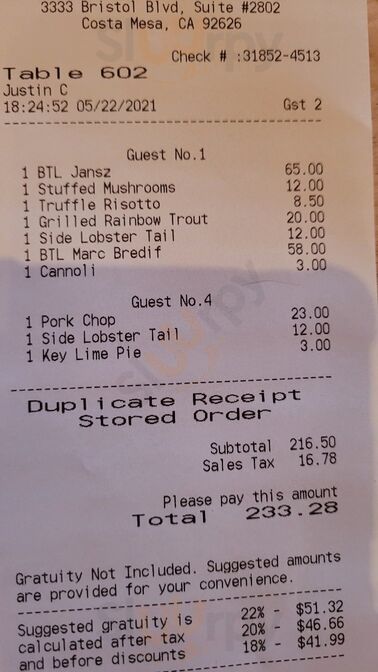 3333 Bristol Blvd, Suite #2802
Costa Mesa, CA 92626
Check # :31852-4513
Table 602
Justin C
18:24:52 05/22/2021 Gst 2
Guest No.1
1 BTL Jansz 65.00
1 Stuffed Mushrooms 12.00
1 Truffle Risotto 8.50
1 Grilled Rainbow Trout 20.00
1 Side Lobster Tail 12.00
1 BTL Marc Bredif 58.00
1 Cannoli 3.00
Guest No.4
1 Pork Chop 23.00
1 Side Lobster Tail 12.00
1 Key Lime Pie 3.00
Duplicate Receipt
Stored Order
Subtotal 216.50
Sales Tax 16.78
Please pay this amount
Total 233.28
Gratuity Not Included. Suggested amounts
are provided for your convenience.
Suggested gratuity is 22% - $51.32
calculated after tax 20% - $46.66
and before discounts 18% - $41.99